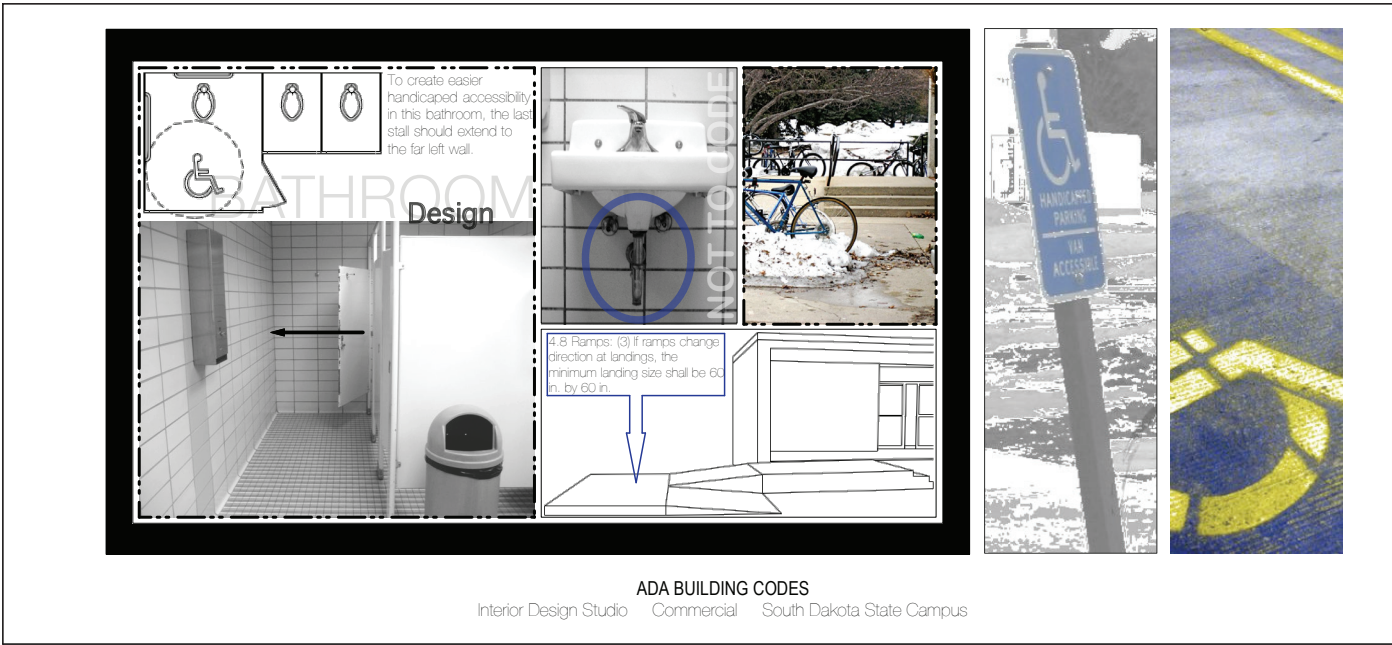 To create easier
handicaped accessibility
in this bathroom, the last
stall should extend to
the far left wall.
BATHROOM
Design
NOT TO CODE
4.8 Ramps: (3) If ramps change
direction at landings, the
minimum landing size shall be 60
in. by 60 in.
HANDICAPPED
PARKING
VAN
ACCESSIBLE
ADA BUILDING CODES
Interior Design Studio Commercial South Dakota State Campus